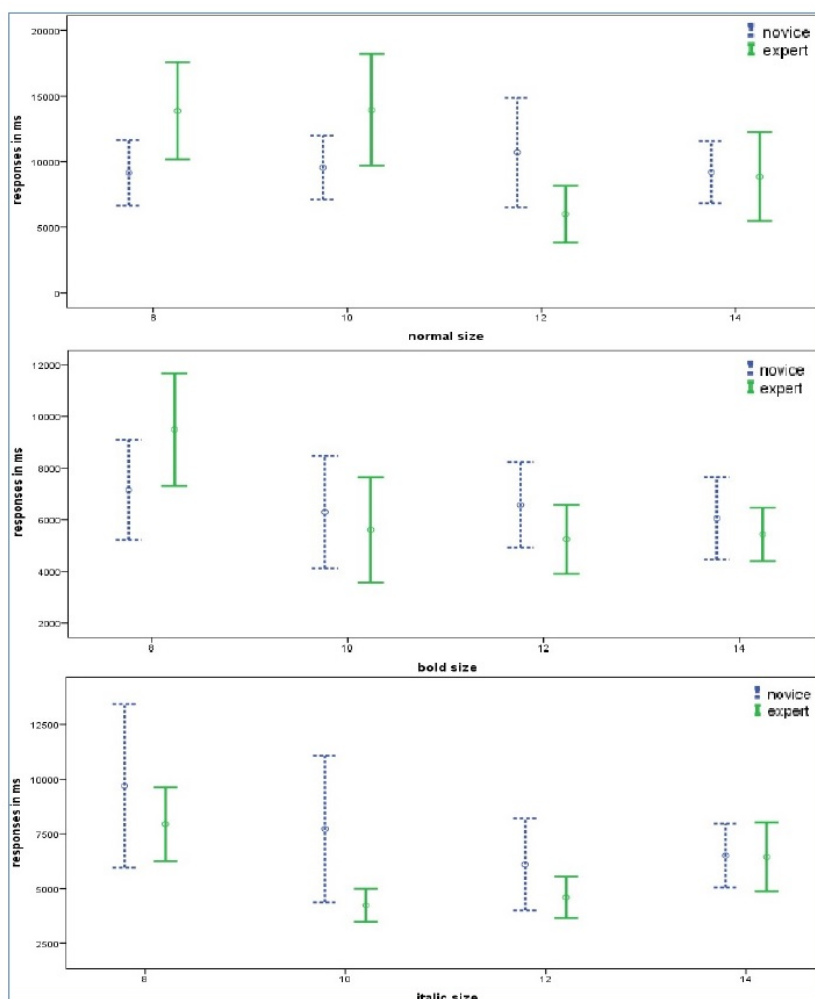 novice
expert
20000
15000
10000
5000
0
responses in ms
8 10 12 14
normal size
novice
expert
12000
10000
8000
6000
4000
2000
responses in ms
8 10 12 14
bold size
novice
expert
12500
10000
7500
5000
2500
responses in ms
8 10 12 14
italic size